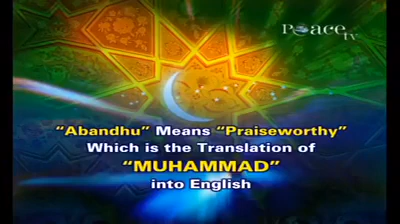 Peace TV
“Abandhu” Means “Praiseworthy”
Which is the Translation of
“MUHAMMAD”
into English